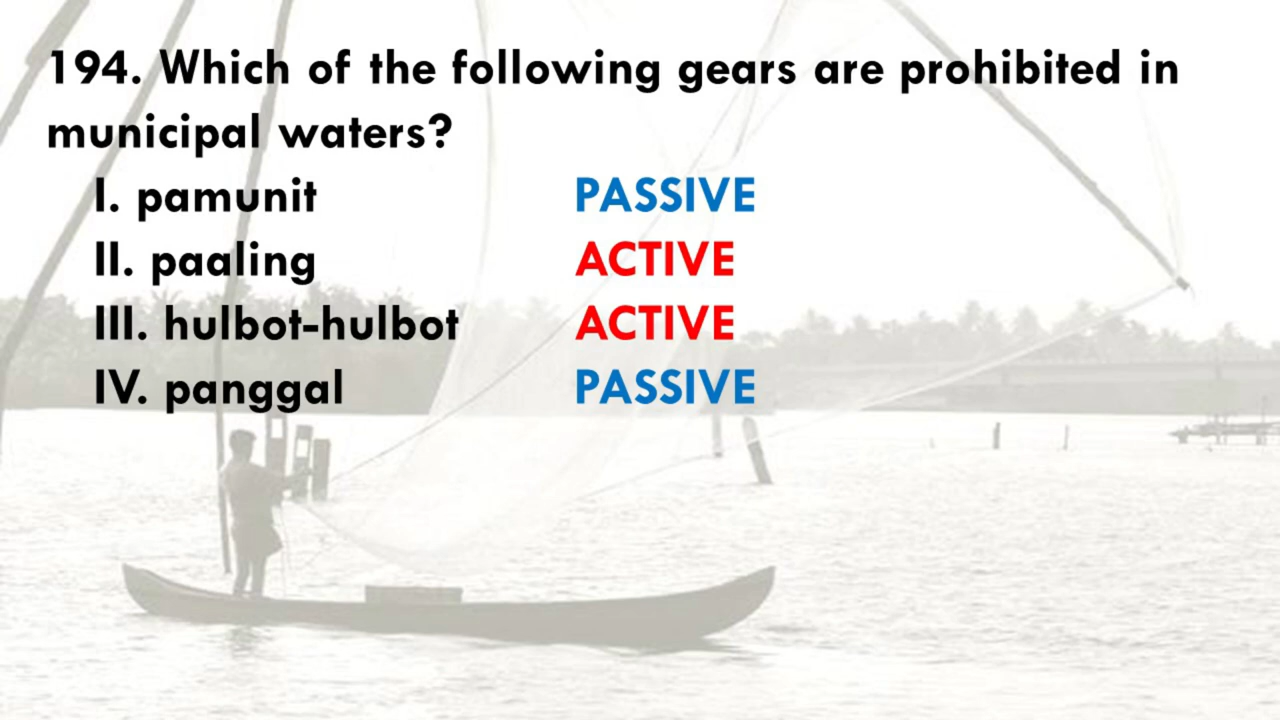 194. Which of the following gears are prohibited in
municipal waters?
I. pamunit PASSIVE
II. paaling ACTIVE
III. hulbot-hulbot ACTIVE
IV. panggal PASSIVE